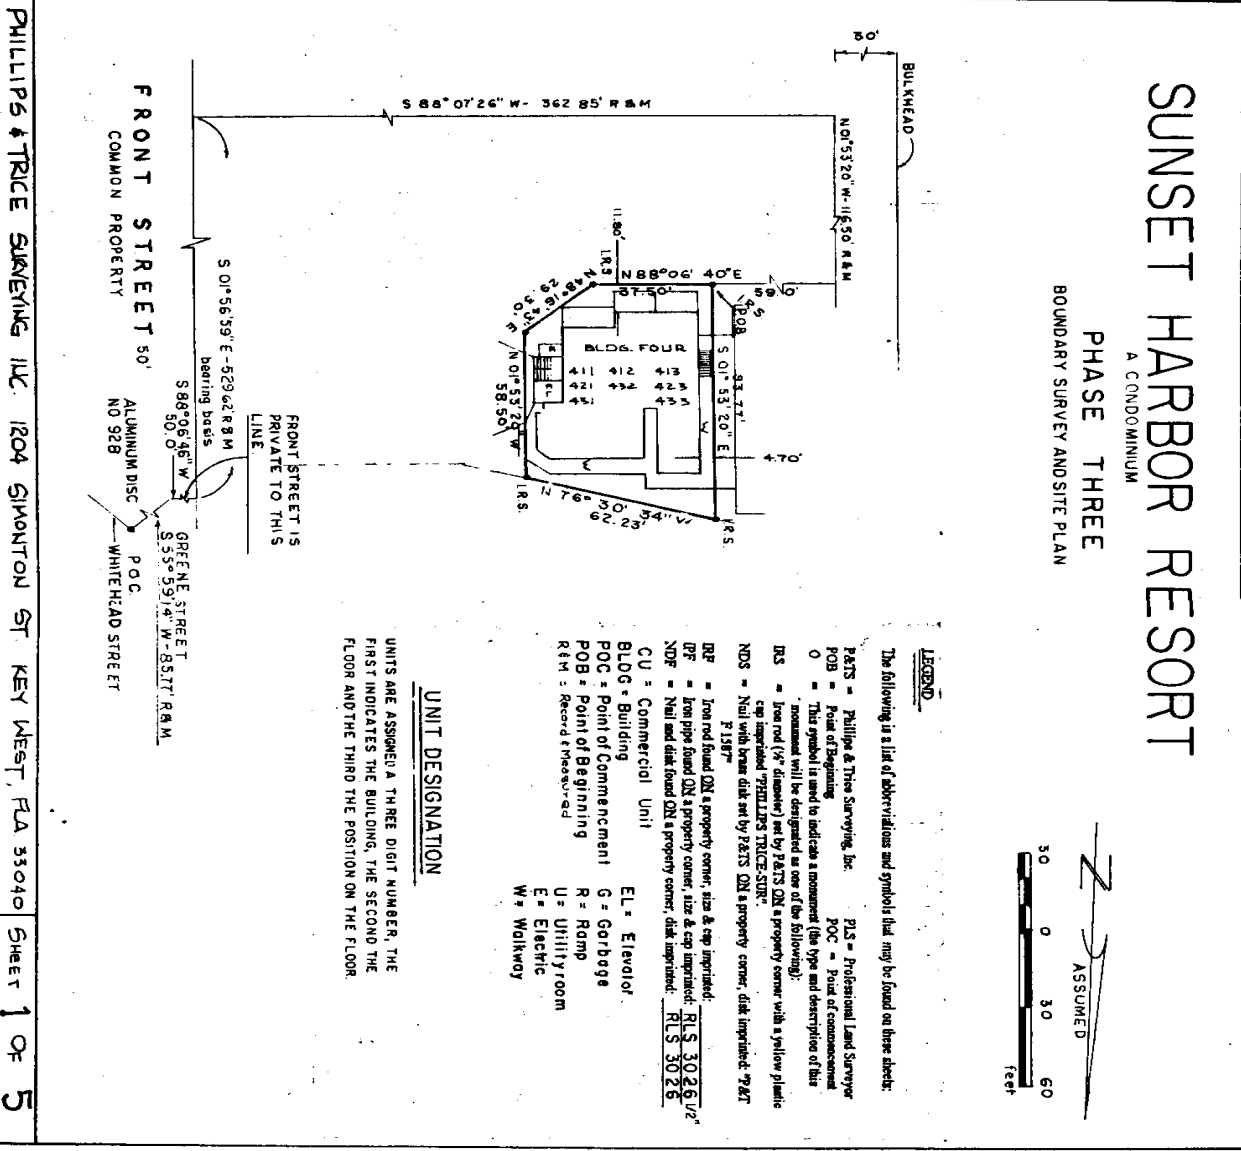 SUNSET HARBOR RESORT
A CONDOMINIUM
PHASE THREE
BOUNDARY SURVEY AND SITE PLAN
30'
BULKHEAD
S 88° 07'26" W - 362 85' R & M
N 01° 53'20" W - 116.50' R & M
11.80'
I.R.S
N 88° 06' 40" E
37.50'
59.0'
I.R.S
POB
N 48° 16' 43" E
29. 30'
BLDG. FOUR
411 412 413
421 432 423
431 433
R
EL
S 01° 53' 20" E
93.77'
W
W
4.70'
N 01° 53' 20" W
58.50'
I.R.S.
N 76° 30' 34" W
62.23'
I.R.S.
FRONT STREET 50'
COMMON PROPERTY
S 01° 56'59" E - 529 62' R & M
bearing basis
S 88° 06'46" W
50.0'
FRONT STREET IS
PRIVATE TO THIS
LINE.
ALUMINUM DISC
NO 928
P.O.C.
WHITEHEAD STREET
GREENE STREET
S 55° 59'14" W - 85.77' R & M
LEGEND
The following is a list of abbreviations and symbols that may be found on these sheets:
P&TS = Phillips & Trice Surveying, Inc. PLS = Professional Land Surveyor
POB = Point of Beginning POC = Point of commencement
O = This symbol is used to indicate a monument (the type and description of this
monument will be designated as one of the following):
IRS = Iron rod (½" diameter) set by P&TS ON a property corner with a yellow plastic
cap imprinted "PHILLIPS TRICE-SUR".
NDS = Nail with brass disk set by P&TS ON a property corner, disk imprinted: "P&T
P1587"
IRF = Iron rod found ON a property corner, size & cap imprinted:
IPF = Iron pipe found ON a property corner, size & cap imprinted: RLS 3026 1/2"
NDF = Nail and disk found ON a property corner, disk imprinted: RLS 3026
CU = Commercial Unit
BLDG = Building
POC = Point of Commencment
POB = Point of Beginning
R&M = Record & Measured
EL = Elevator
G = Garbage
R = Ramp
U = Utility room
E = Electric
W = Walkway
UNIT DESIGNATION
UNITS ARE ASSIGNED A THREE DIGIT NUMBER, THE
FIRST INDICATES THE BUILDING, THE SECOND THE
FLOOR AND THE THIRD THE POSITION ON THE FLOOR.
N
ASSUMED
30 0 30 60
feet
PHILLIPS & TRICE SURVEYING INC. 1204 SIMONTON ST. KEY WEST, FLA 33040 SHEET 1 OF 5